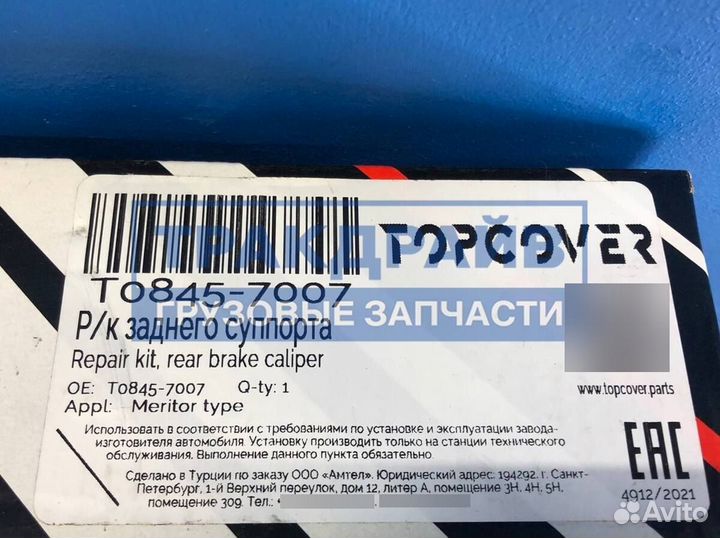 TOPCOVER
ТРАКДРАЙВ
T0845-7007
ГРУЗОВЫЕ ЗАПЧАСТИ
Р/к заднего суппорта
Repair kit, rear brake caliper
OE: T0845-7007 Q-ty: 1
Appl: Meritor type
www.topcover.parts
Использовать в соответствии с требованиями по установке и эксплуатации завода-
изготовителя автомобиля. Установку производить только на станции технического
обслуживания. Выполнение данного пункта обязательно.
EAC
Сделано в Турции по заказу ООО «Амтел». Юридический адрес: 194292, г. Санкт-
Петербург, 1-й Верхний переулок, дом 12, литер А, помещение 3Н, 4Н, 5Н,
помещение 309. Тел.:
4912/2021
Avito